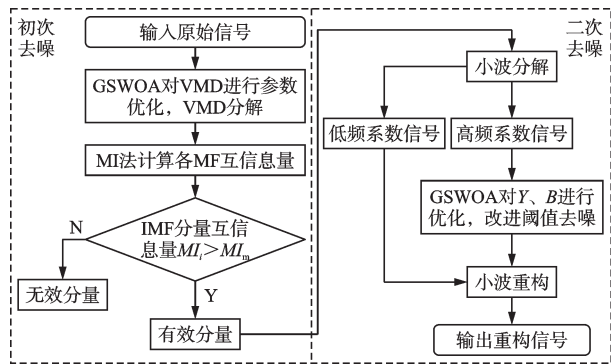 初次
去噪
输入原始信号
GSWOA对VMD进行参数
优化，VMD分解
MI法计算各MF互信息量
IMF分量互信
息量MIᵢ＞MIₘ
N
Y
无效分量
有效分量
二次
去噪
小波分解
低频系数信号
高频系数信号
GSWOA对Y、B进行
优化，改进阈值去噪
小波重构
输出重构信号